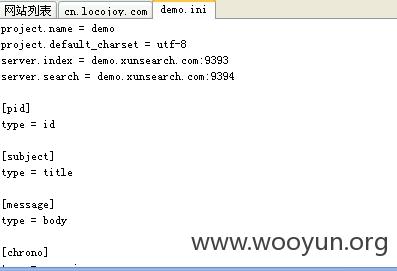 网站列表 cn.locojoy.com demo.ini
project.name = demo
project.default_charset = utf-8
server.index = demo.xunsearch.com:9393
server.search = demo.xunsearch.com:9394
[pid]
type = id
[subject]
type = title
[message]
type = body
www.wooyun.org
[chrono]